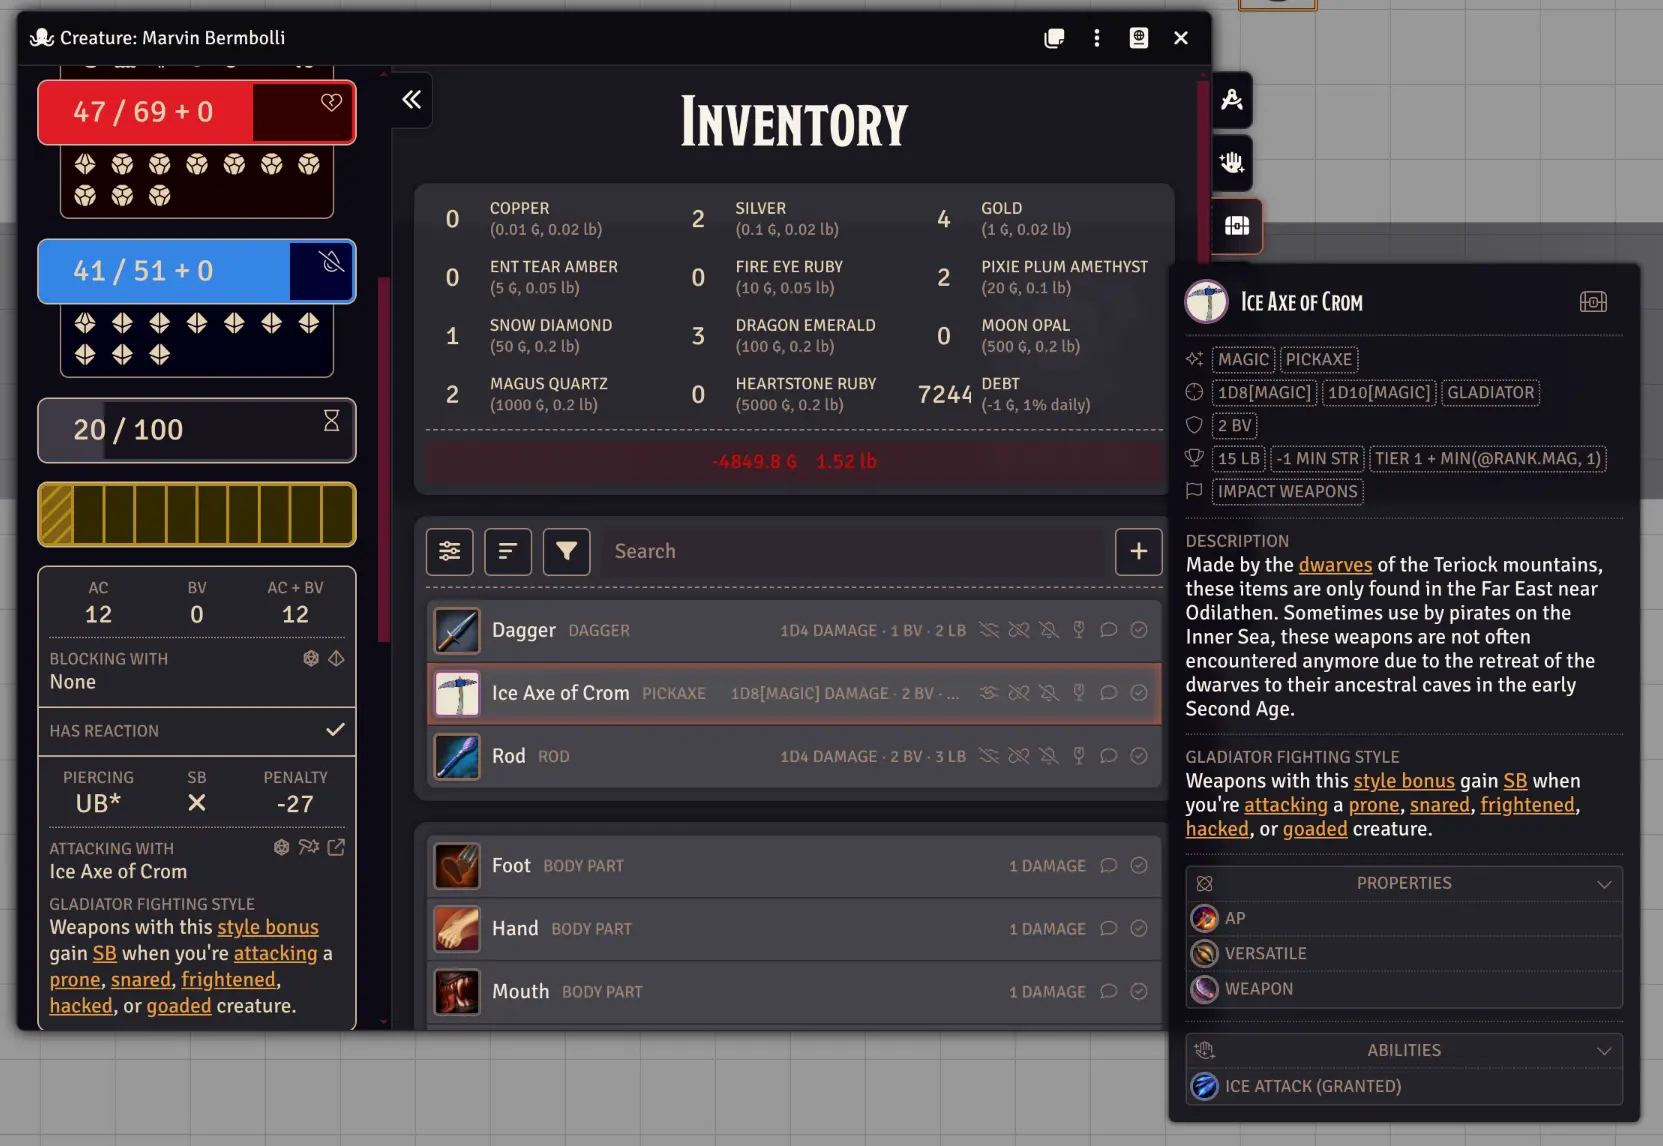 Creature: Marvin Bermbolli
47 / 69 + 0
41 / 51 + 0
20 / 100
AC BV AC + BV
12 0 12
BLOCKING WITH
None
HAS REACTION
PIERCING SB PENALTY
UB* -27
ATTACKING WITH
Ice Axe of Crom
GLADIATOR FIGHTING STYLE
Weapons with this style bonus
gain SB when you're attacking a
prone, snared, frightened,
hacked, or goaded creature.
INVENTORY
0 COPPER 2 SILVER 4 GOLD
(0.01 ₲, 0.02 lb) (0.1 ₲, 0.02 lb) (1 ₲, 0.02 lb)
0 ENT TEAR AMBER 0 FIRE EYE RUBY 2 PIXIE PLUM AMETHYST
(5 ₲, 0.05 lb) (10 ₲, 0.05 lb) (20 ₲, 0.1 lb)
1 SNOW DIAMOND 3 DRAGON EMERALD 0 MOON OPAL
(50 ₲, 0.2 lb) (100 ₲, 0.2 lb) (500 ₲, 0.2 lb)
2 MAGUS QUARTZ 0 HEARTSTONE RUBY 7244 DEBT
(1000 ₲, 0.2 lb) (5000 ₲, 0.2 lb) (-1 ₲, 1% daily)
-4849.8 ₲ 1.52 lb
Search
Dagger DAGGER 1D4 DAMAGE · 1 BV · 2 LB
Ice Axe of Crom PICKAXE 1D8[MAGIC] DAMAGE · 2 BV · ...
Rod ROD 1D4 DAMAGE · 2 BV · 3 LB
Foot BODY PART 1 DAMAGE
Hand BODY PART 1 DAMAGE
Mouth BODY PART 1 DAMAGE
ICE AXE OF CROM
MAGIC PICKAXE
1D8[MAGIC] 1D10[MAGIC] GLADIATOR
2 BV
15 LB -1 MIN STR TIER 1 + MIN(@RANK.MAG, 1)
IMPACT WEAPONS
DESCRIPTION
Made by the dwarves of the Teriock mountains,
these items are only found in the Far East near
Odilathen. Sometimes use by pirates on the
Inner Sea, these weapons are not often
encountered anymore due to the retreat of the
dwarves to their ancestral caves in the early
Second Age.
GLADIATOR FIGHTING STYLE
Weapons with this style bonus gain SB when
you're attacking a prone, snared, frightened,
hacked, or goaded creature.
PROPERTIES
AP
VERSATILE
WEAPON
ABILITIES
ICE ATTACK (GRANTED)